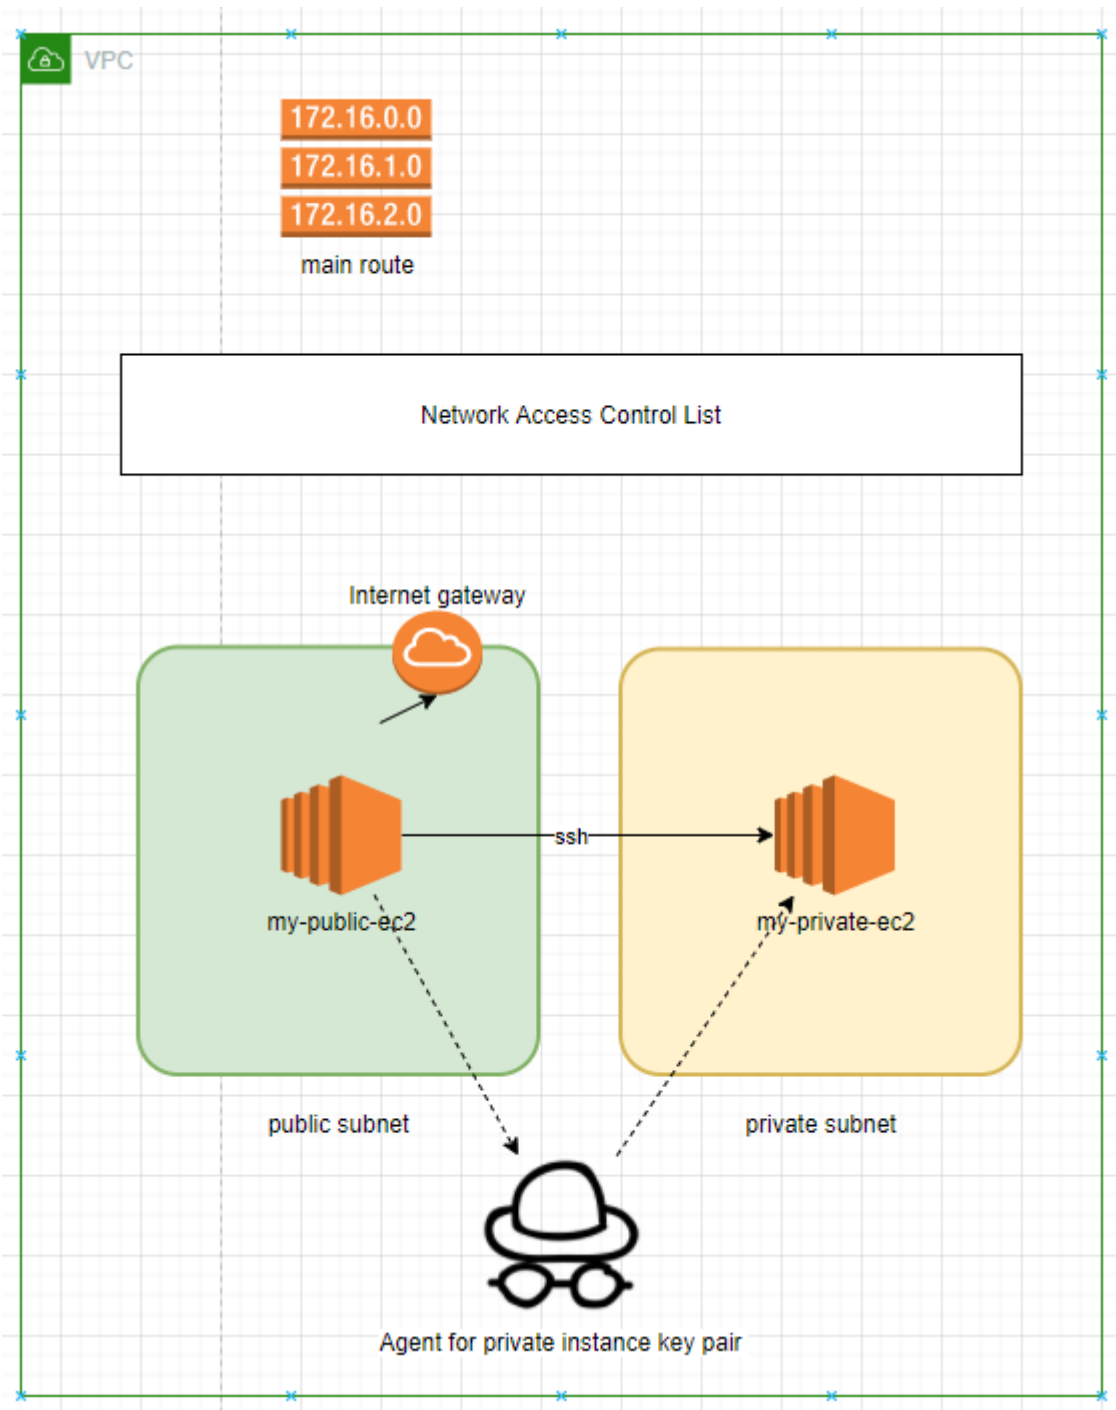 VPC
172.16.0.0
172.16.1.0
172.16.2.0
main route
Network Access Control List
Internet gateway
ssh
my-public-ec2
my-private-ec2
public subnet
private subnet
Agent for private instance key pair